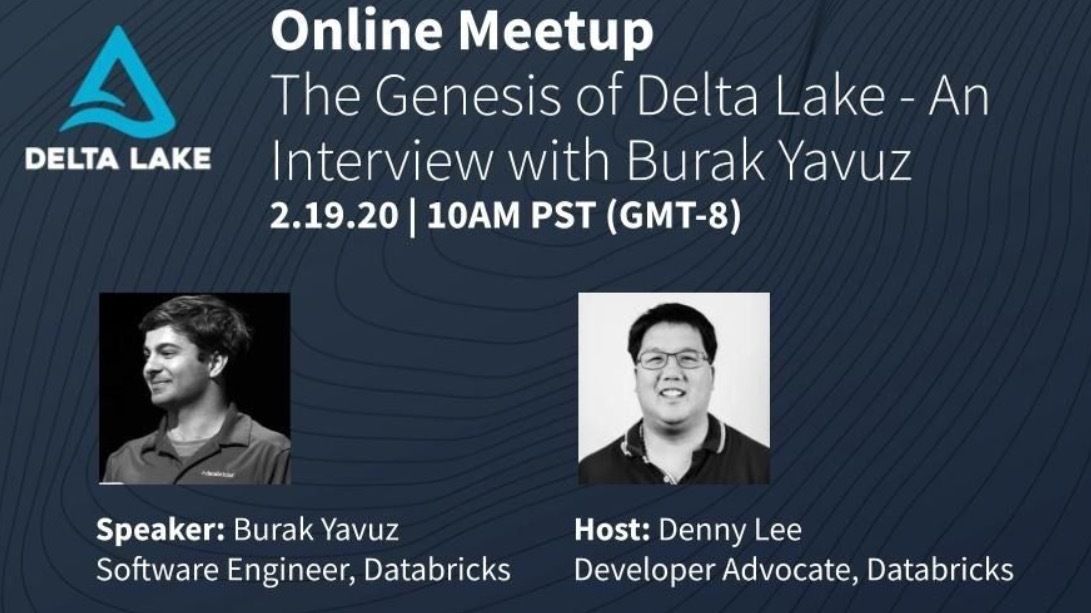 Online Meetup
The Genesis of Delta Lake - An
Interview with Burak Yavuz
2.19.20 | 10AM PST (GMT-8)
DELTA LAKE
Speaker: Burak Yavuz
Software Engineer, Databricks
Host: Denny Lee
Developer Advocate, Databricks